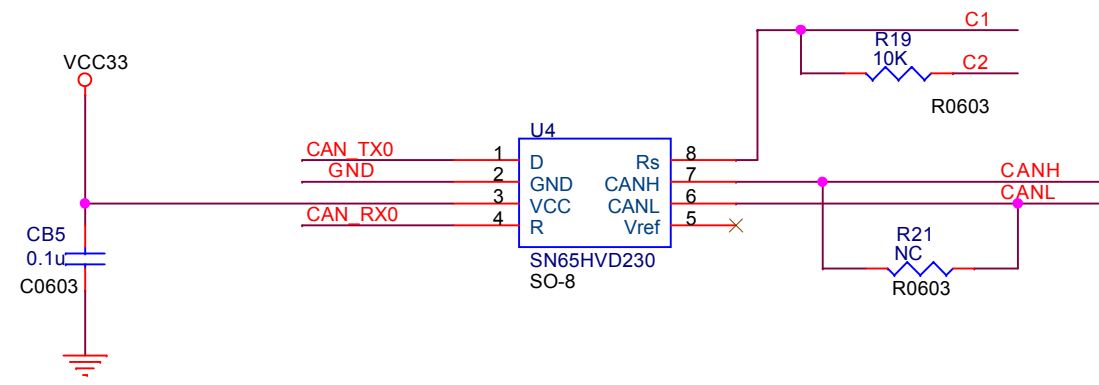 C1
R19
10K
C2
R0603
VCC33
U4
CAN_TX0
1
D
Rs
8
GND
2
GND
CANH
7
CANH
3
VCC
CANL
6
CANL
CAN_RX0
4
R
Vref
5
CB5
0.1u
C0603
SN65HVD230
SO-8
R21
NC
R0603